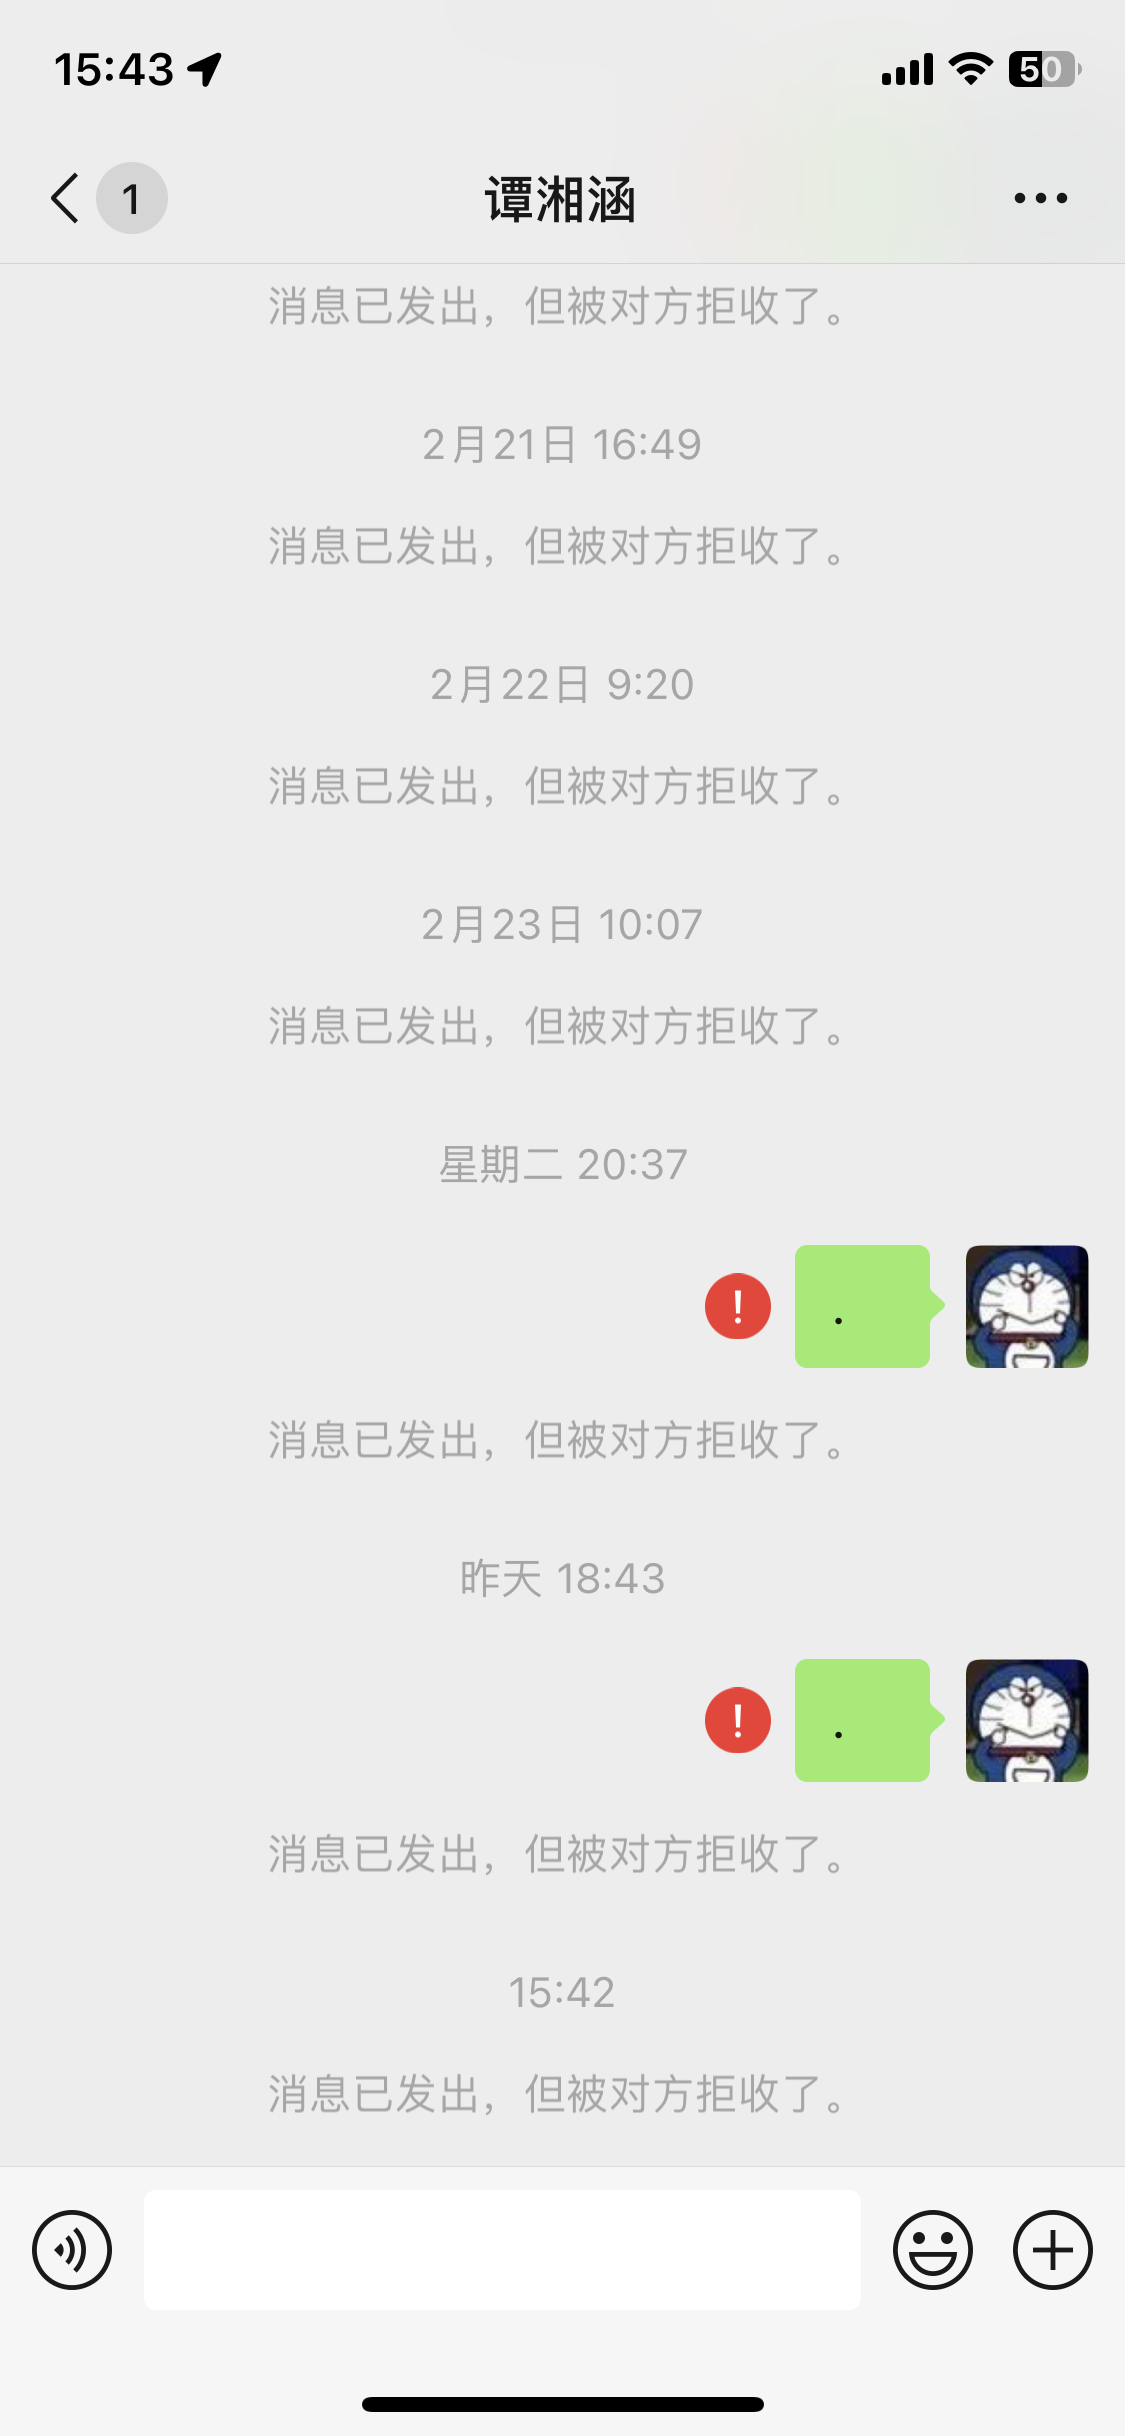 15:43
50
1
谭湘涵
消息已发出，但被对方拒收了。
2月21日 16:49
消息已发出，但被对方拒收了。
2月22日 9:20
消息已发出，但被对方拒收了。
2月23日 10:07
消息已发出，但被对方拒收了。
星期二 20:37
!
.
消息已发出，但被对方拒收了。
昨天 18:43
!
.
消息已发出，但被对方拒收了。
15:42
消息已发出，但被对方拒收了。